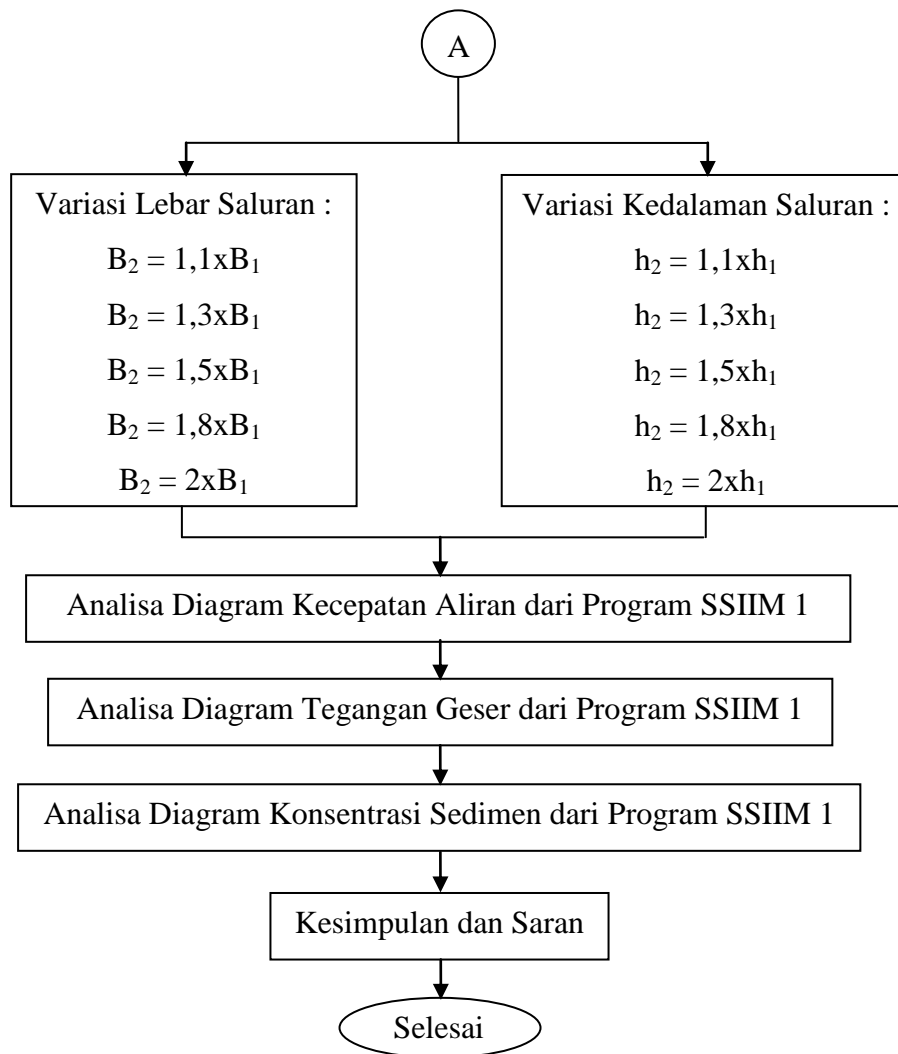 A
Variasi Lebar Saluran :
B₂ = 1,1xB₁
B₂ = 1,3xB₁
B₂ = 1,5xB₁
B₂ = 1,8xB₁
B₂ = 2xB₁
Variasi Kedalaman Saluran :
h₂ = 1,1xh₁
h₂ = 1,3xh₁
h₂ = 1,5xh₁
h₂ = 1,8xh₁
h₂ = 2xh₁
Analisa Diagram Kecepatan Aliran dari Program SSIIM 1
Analisa Diagram Tegangan Geser dari Program SSIIM 1
Analisa Diagram Konsentrasi Sedimen dari Program SSIIM 1
Kesimpulan dan Saran
Selesai